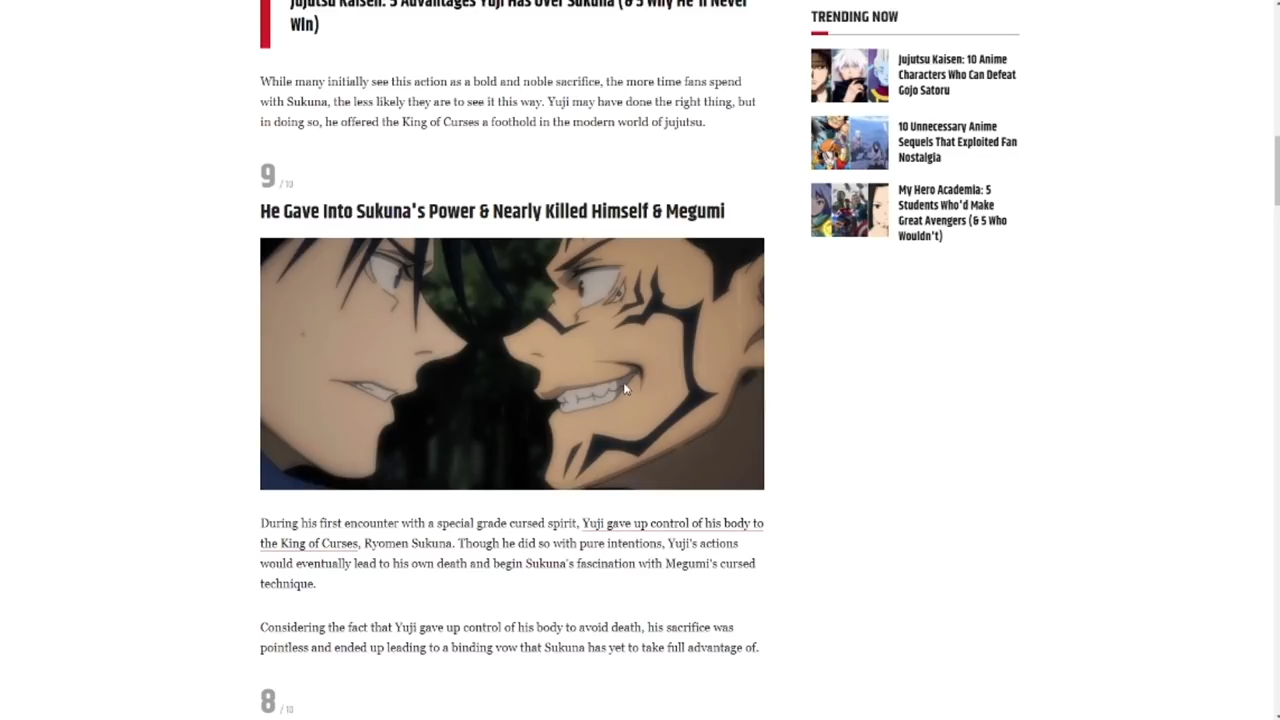 Jujutsu Kaisen: 5 Advantages Yuji Has Over Sukuna (& 5 Why He'll Never
Win)
While many initially see this action as a bold and noble sacrifice, the more time fans spend
with Sukuna, the less likely they are to see it this way. Yuji may have done the right thing, but
in doing so, he offered the King of Curses a foothold in the modern world of jujutsu.
9 / 10
He Gave Into Sukuna's Power & Nearly Killed Himself & Megumi
During his first encounter with a special grade cursed spirit, Yuji gave up control of his body to
the King of Curses, Ryomen Sukuna. Though he did so with pure intentions, Yuji's actions
would eventually lead to his own death and begin Sukuna's fascination with Megumi's cursed
technique.
Considering the fact that Yuji gave up control of his body to avoid death, his sacrifice was
pointless and ended up leading to a binding vow that Sukuna has yet to take full advantage of.
8 / 10
TRENDING NOW
Jujutsu Kaisen: 10 Anime
Characters Who Can Defeat
Gojo Satoru
10 Unnecessary Anime
Sequels That Exploited Fan
Nostalgia
My Hero Academia: 5
Students Who'd Make
Great Avengers (& 5 Who
Wouldn't)